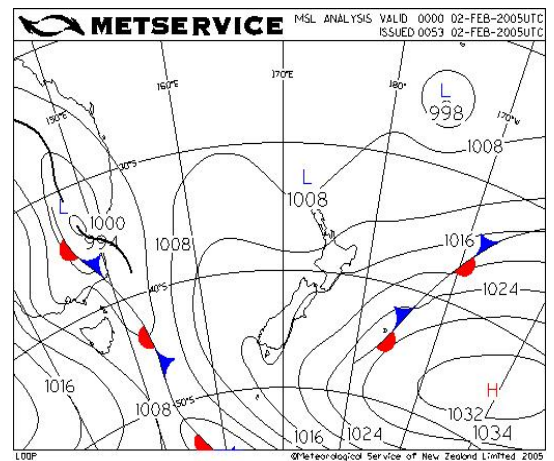 METSERVICE
MSL ANALYSIS VALID 0000 02-FEB-2005UTC
ISSUED 0053 02-FEB-2005UTC
170°E
160°E
180°
150°E
170°W
L
998
1008
30°S
L
1008
L
1000
994
1008
1016
40°S
1024
1016
1008
50°S
H
1032
1034
1016
1024
LOOP
©Meteorological Service of New Zealand Limited 2005